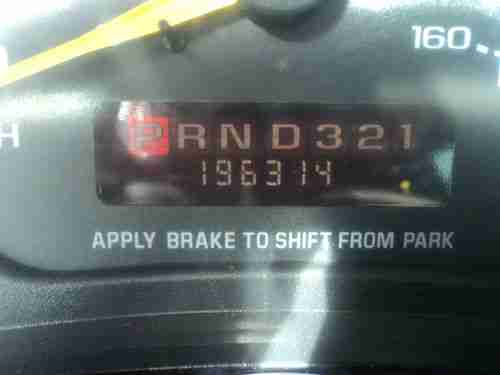 160
H
PRND321
196314
APPLY BRAKE TO SHIFT FROM PARK